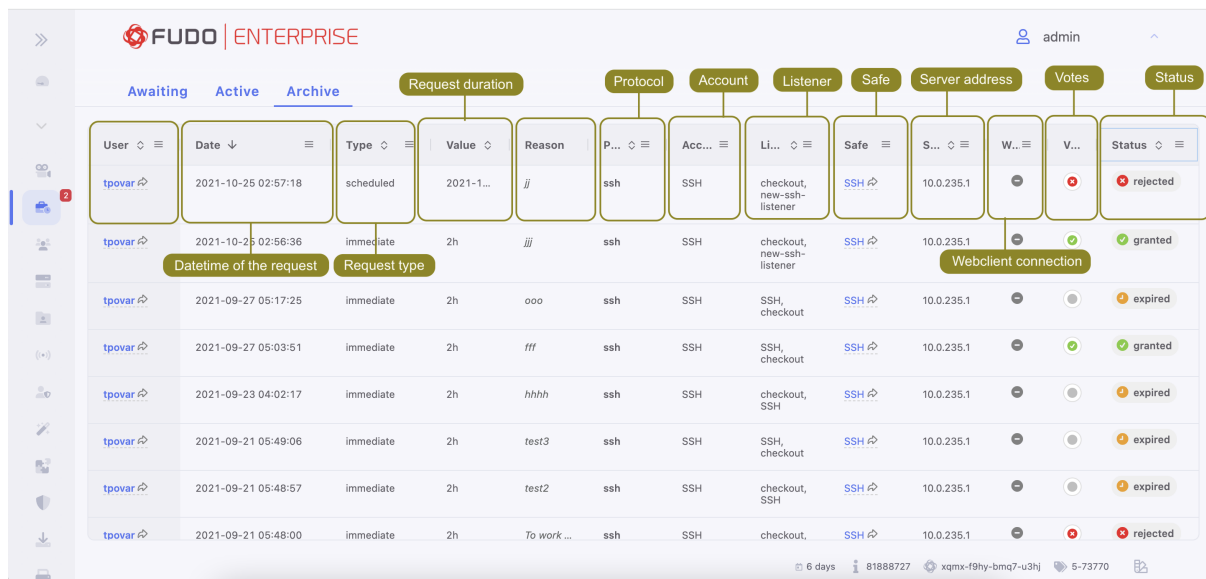 FUDO ENTERPRISE
admin
Awaiting Active Archive
Request duration Protocol Account Listener Safe Server address Votes Status
User Date Type Value Reason P... Acc... Li... Safe S... W... V... Status
2
tpovar 2021-10-25 02:57:18 scheduled 2021-1... jj ssh SSH checkout, SSH 10.0.235.1 rejected
new-ssh-
listener
tpovar 2021-10-25 02:56:36 immediate 2h jjj ssh SSH checkout, SSH 10.0.235.1 granted
new-ssh-
listener
Datetime of the request Request type Webclient connection
tpovar 2021-09-27 05:17:25 immediate 2h ooo ssh SSH SSH, SSH 10.0.235.1 expired
checkout
tpovar 2021-09-27 05:03:51 immediate 2h fff ssh SSH SSH, SSH 10.0.235.1 granted
checkout
tpovar 2021-09-23 04:02:17 immediate 2h hhhh ssh SSH checkout, SSH 10.0.235.1 expired
SSH
tpovar 2021-09-21 05:49:06 immediate 2h test3 ssh SSH SSH, SSH 10.0.235.1 expired
checkout
tpovar 2021-09-21 05:48:57 immediate 2h test2 ssh SSH checkout, SSH 10.0.235.1 expired
SSH
tpovar 2021-09-21 05:48:00 immediate 2h To work ... ssh SSH checkout, SSH 10.0.235.1 rejected
6 days 81888727 xqmx-f9hy-bmq7-u3hj 5-73770